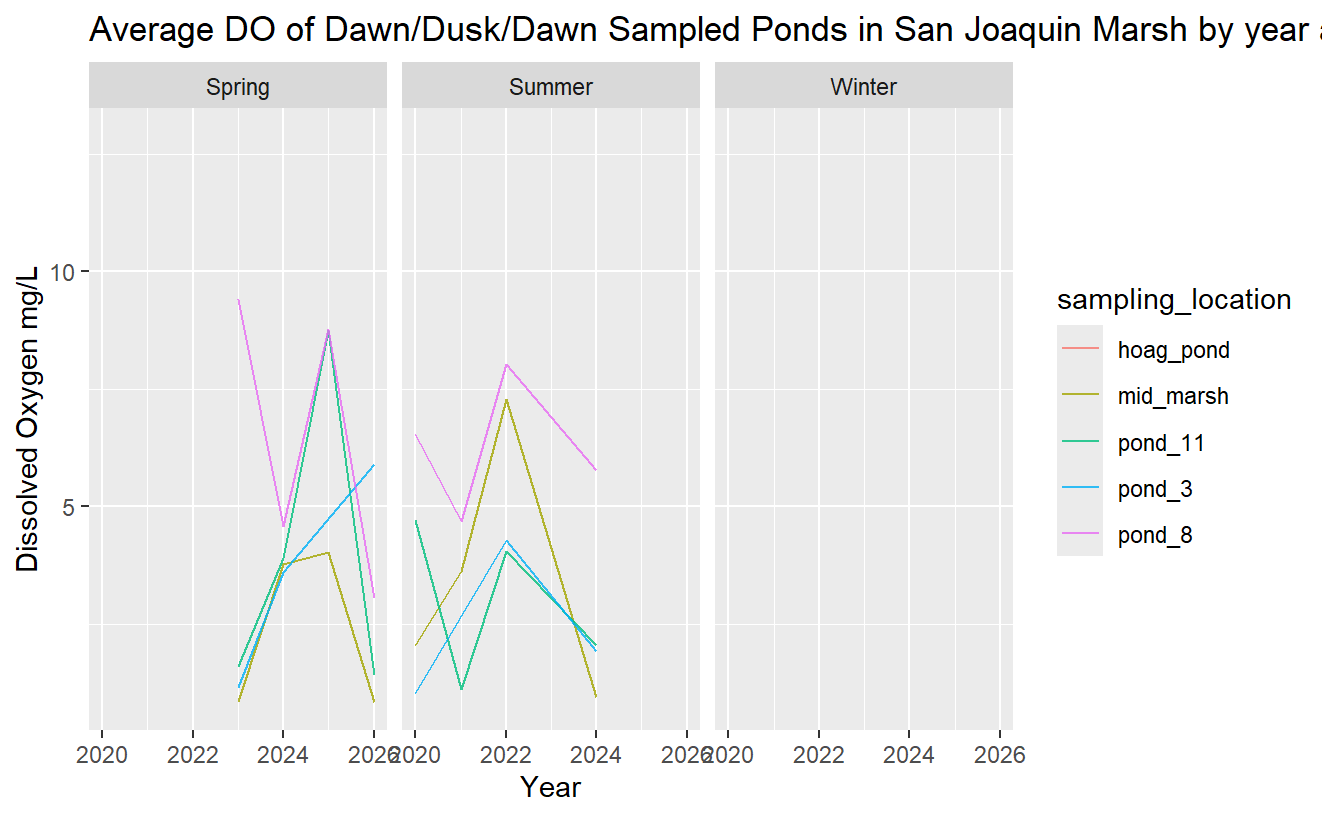 Average DO of Dawn/Dusk/Dawn Sampled Ponds in San Joaquin Marsh by year
Spring
Summer
Winter
Dissolved Oxygen mg/L
10
5
2020
2022
2024
2026
2020
2022
2024
2026
2020
2022
2024
2026
Year
sampling_location
hoag_pond
mid_marsh
pond_11
pond_3
pond_8